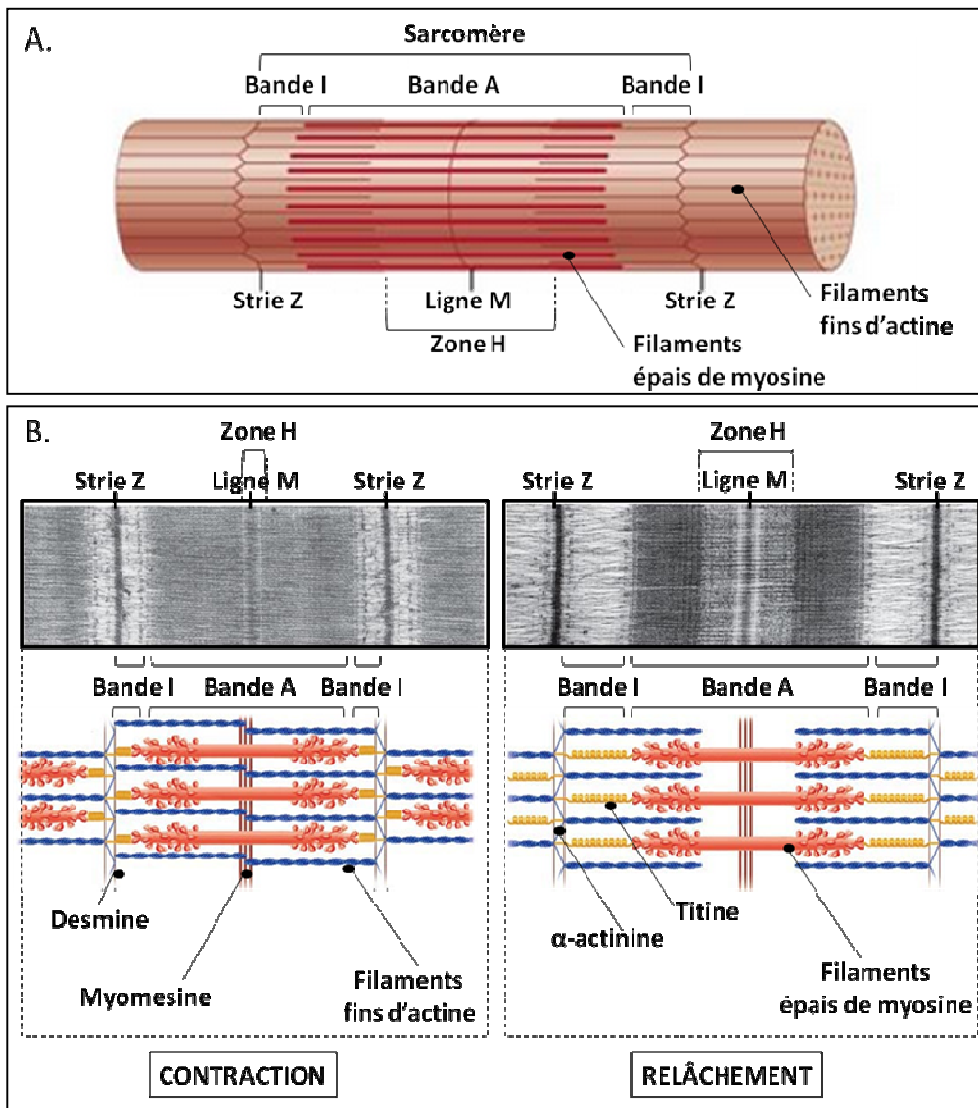 A.
Sarcomère
Bande I Bande A Bande I
Strie Z Ligne M Strie Z
Zone H
Filaments
épais de myosine
Filaments
fins d'actine
B.
Zone H
Strie Z Ligne M Strie Z
Bande I Bande A Bande I
Desmine
Myomesine
Filaments
fins d'actine
CONTRACTION
Zone H
Ligne M Strie Z
Bande I Bande A Bande I
α-actinine
Titine
Filaments
épais de myosine
RELÂCHEMENT